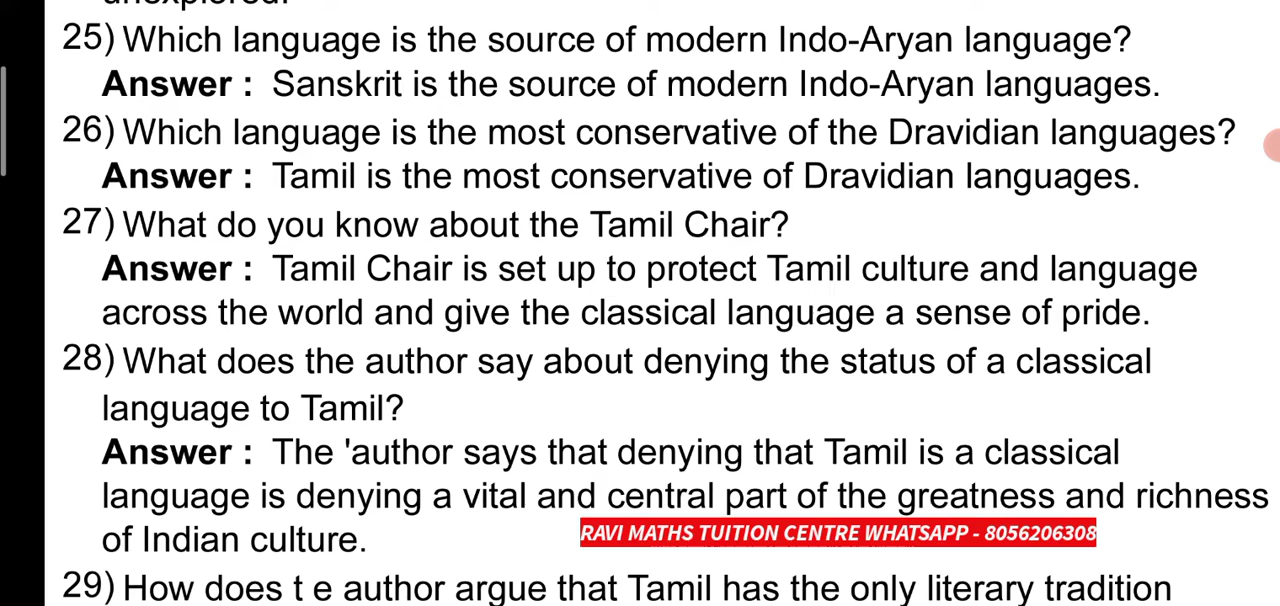 unexplored.
25) Which language is the source of modern Indo-Aryan language?
Answer : Sanskrit is the source of modern Indo-Aryan languages.
26) Which language is the most conservative of the Dravidian languages?
Answer : Tamil is the most conservative of Dravidian languages.
27) What do you know about the Tamil Chair?
Answer : Tamil Chair is set up to protect Tamil culture and language
across the world and give the classical language a sense of pride.
28) What does the author say about denying the status of a classical
language to Tamil?
Answer : The 'author says that denying that Tamil is a classical
language is denying a vital and central part of the greatness and richness
of Indian culture.
RAVI MATHS TUITION CENTRE WHATSAPP - 8056206308
29) How does t e author argue that Tamil has the only literary tradition